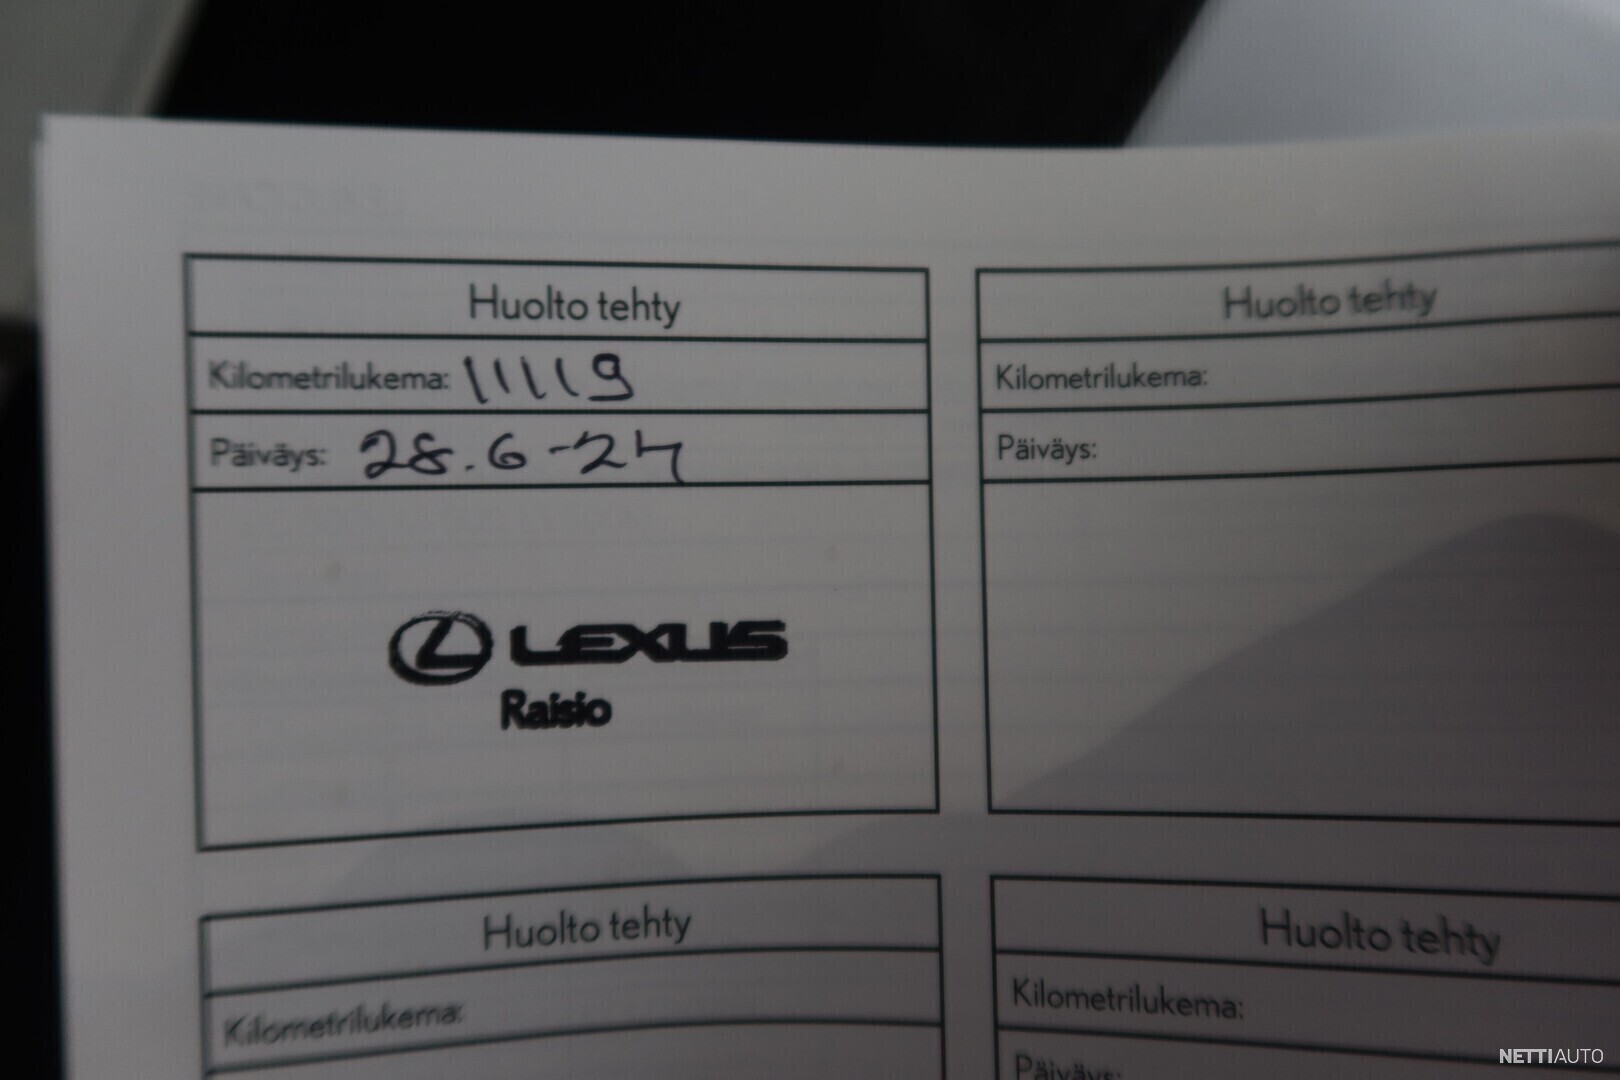 Huolto tehty
Kilometrilukema: 111119
Päiväys: 28.6-24
LEXUS
Raisio
Huolto tehty
Kilometrilukema:
Päiväys:
Huolto tehty
Kilometrilukema:
Huolto tehty
Kilometrilukema:
Päiväys:
NETTIAUTO